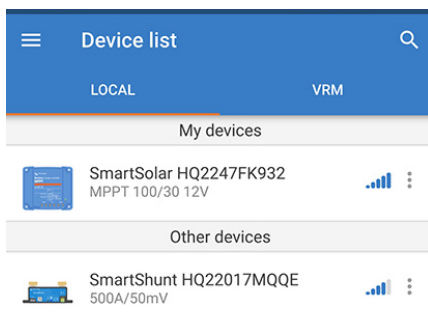 Device list
LOCAL VRM
My devices
SmartSolar HQ2247FK932
MPPT 100/30 12V
Other devices
SmartShunt HQ22017MQQE
500A/50mV